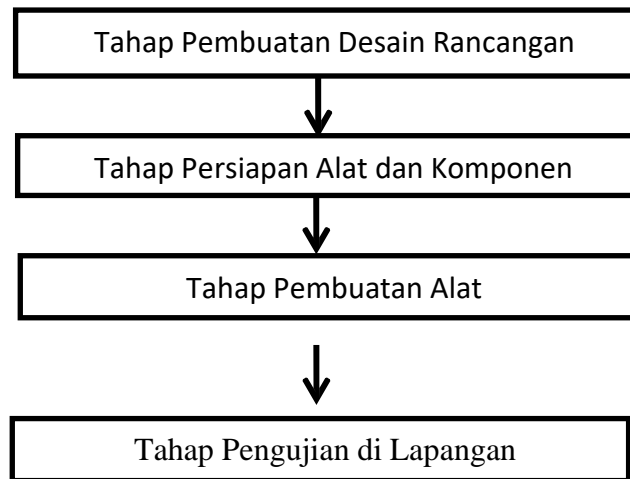 Tahap Pembuatan Desain Rancangan
Tahap Persiapan Alat dan Komponen
Tahap Pembuatan Alat
Tahap Pengujian di Lapangan